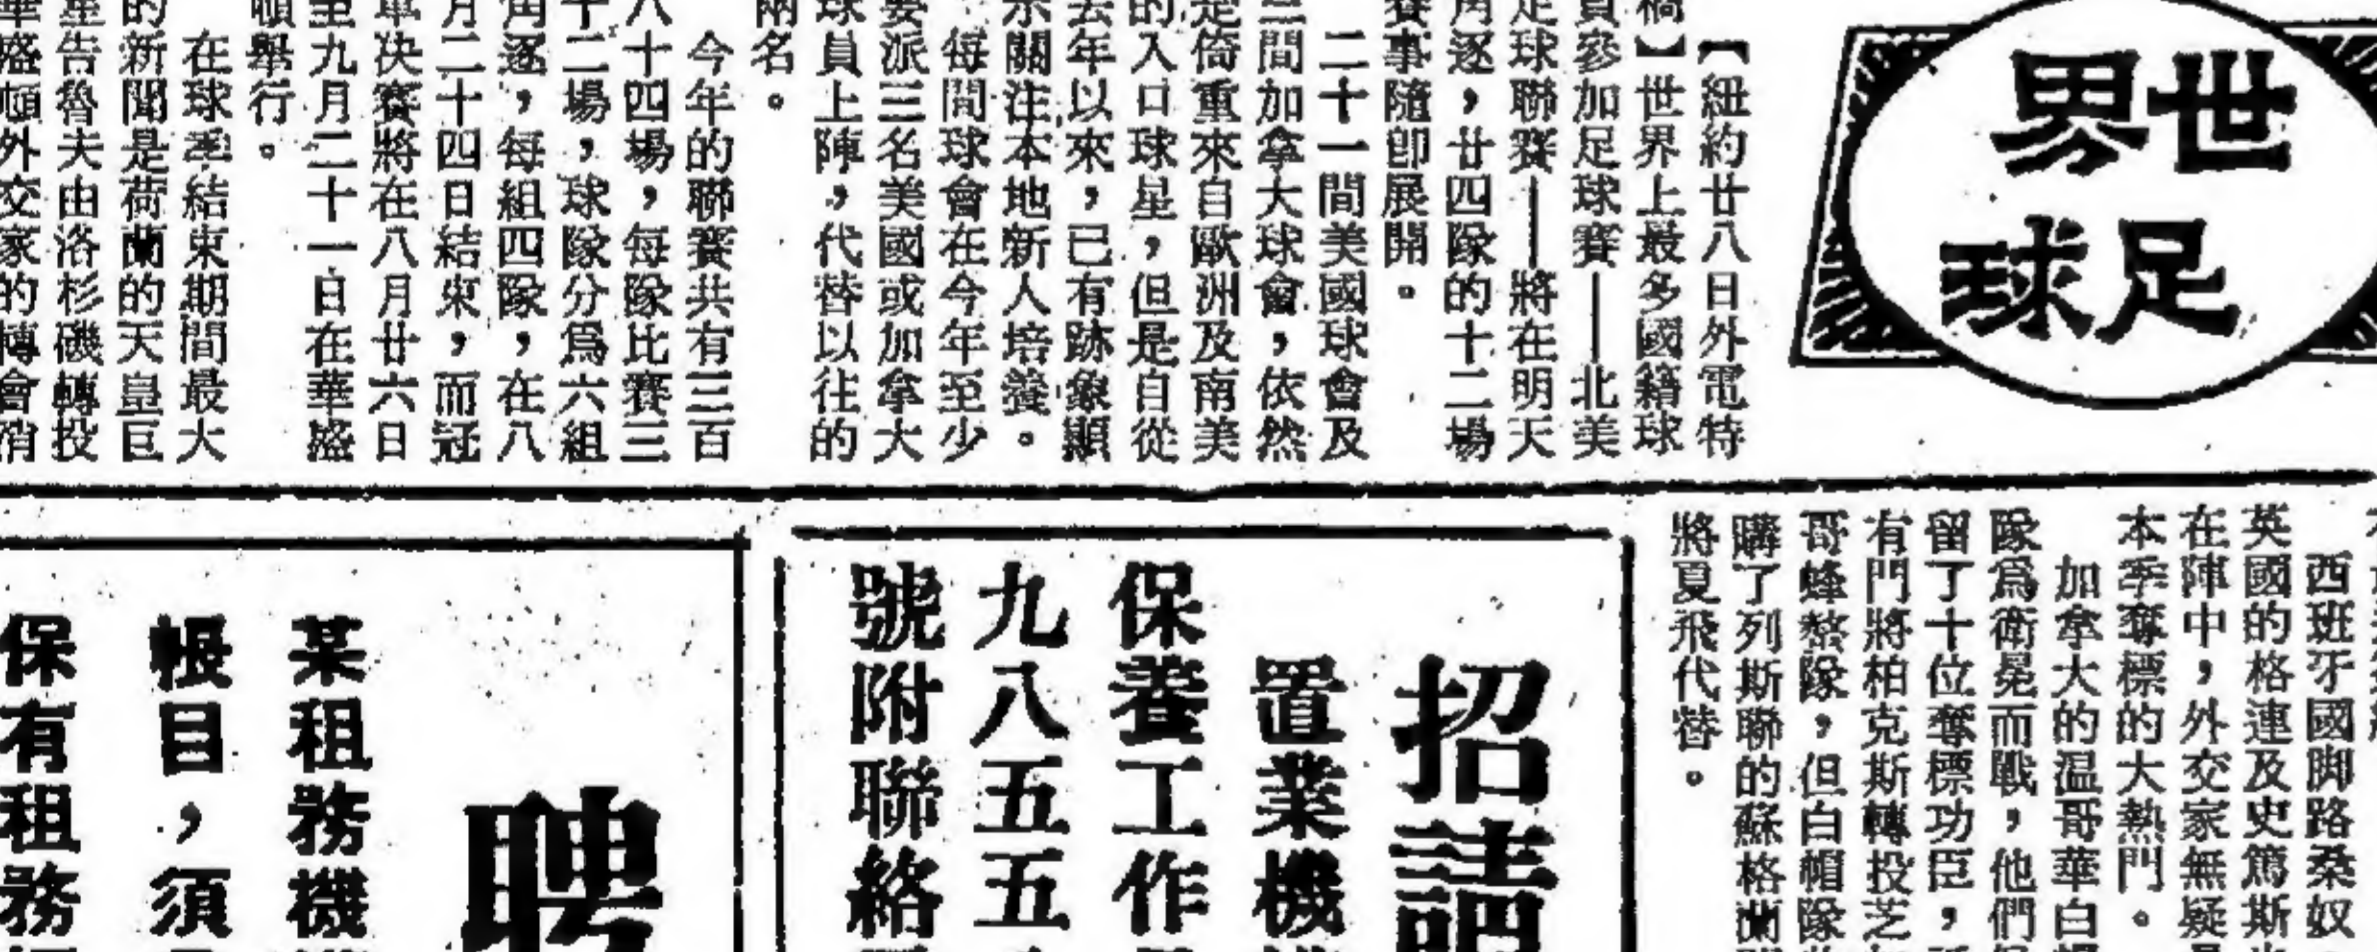 世界
足球
【紐約廿八日外電特
稿】世界上最多國籍球
員參加足球賽——北美
足球聯賽——將在明天
角逐，廿四隊的十二場
賽事隨即展開。
二十一間美國球會及
三間加拿大球會，依然
是倚重來自歐洲及南美
的入口球星，但是自從
去年以來，已有跡象顯
示關注本地新人培養。
每間球會在今年至少
要派三名美國或加拿大
球員上陣，代替以往的
兩名。
今年的聯賽共有三百
八十四場，每隊比賽三
十二場，球隊分爲六組
角逐，每組四隊，在八
月二十四日結束，而冠
軍決賽將在八月廿六日
至九月二十一日在華盛
頓舉行。
在球季結束期間最大
的新聞是荷蘭的天皇巨
星告魯夫由洛杉磯轉投
華盛頓外交家的轉會消
西班牙國脚路桑奴
英國的格連及史篤斯
在陣中，外交家無疑
本季奪標的大熱門。
加拿大的温哥華白帽
隊爲衛冕而戰，他們
留了十位奪標功臣，
有門將柏克斯轉投芝加
哥蜂螫隊，但白帽隊
購了列斯聯的蘇格蘭
將夏飛代替。
招請
置業機
保養工作
九八五五
號附聯絡
聘
某租務機
帳目，須
保有租務